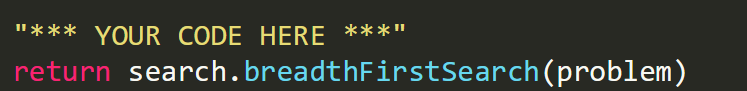 "*** YOUR CODE HERE ***"
return search.breadthFirstSearch(problem)